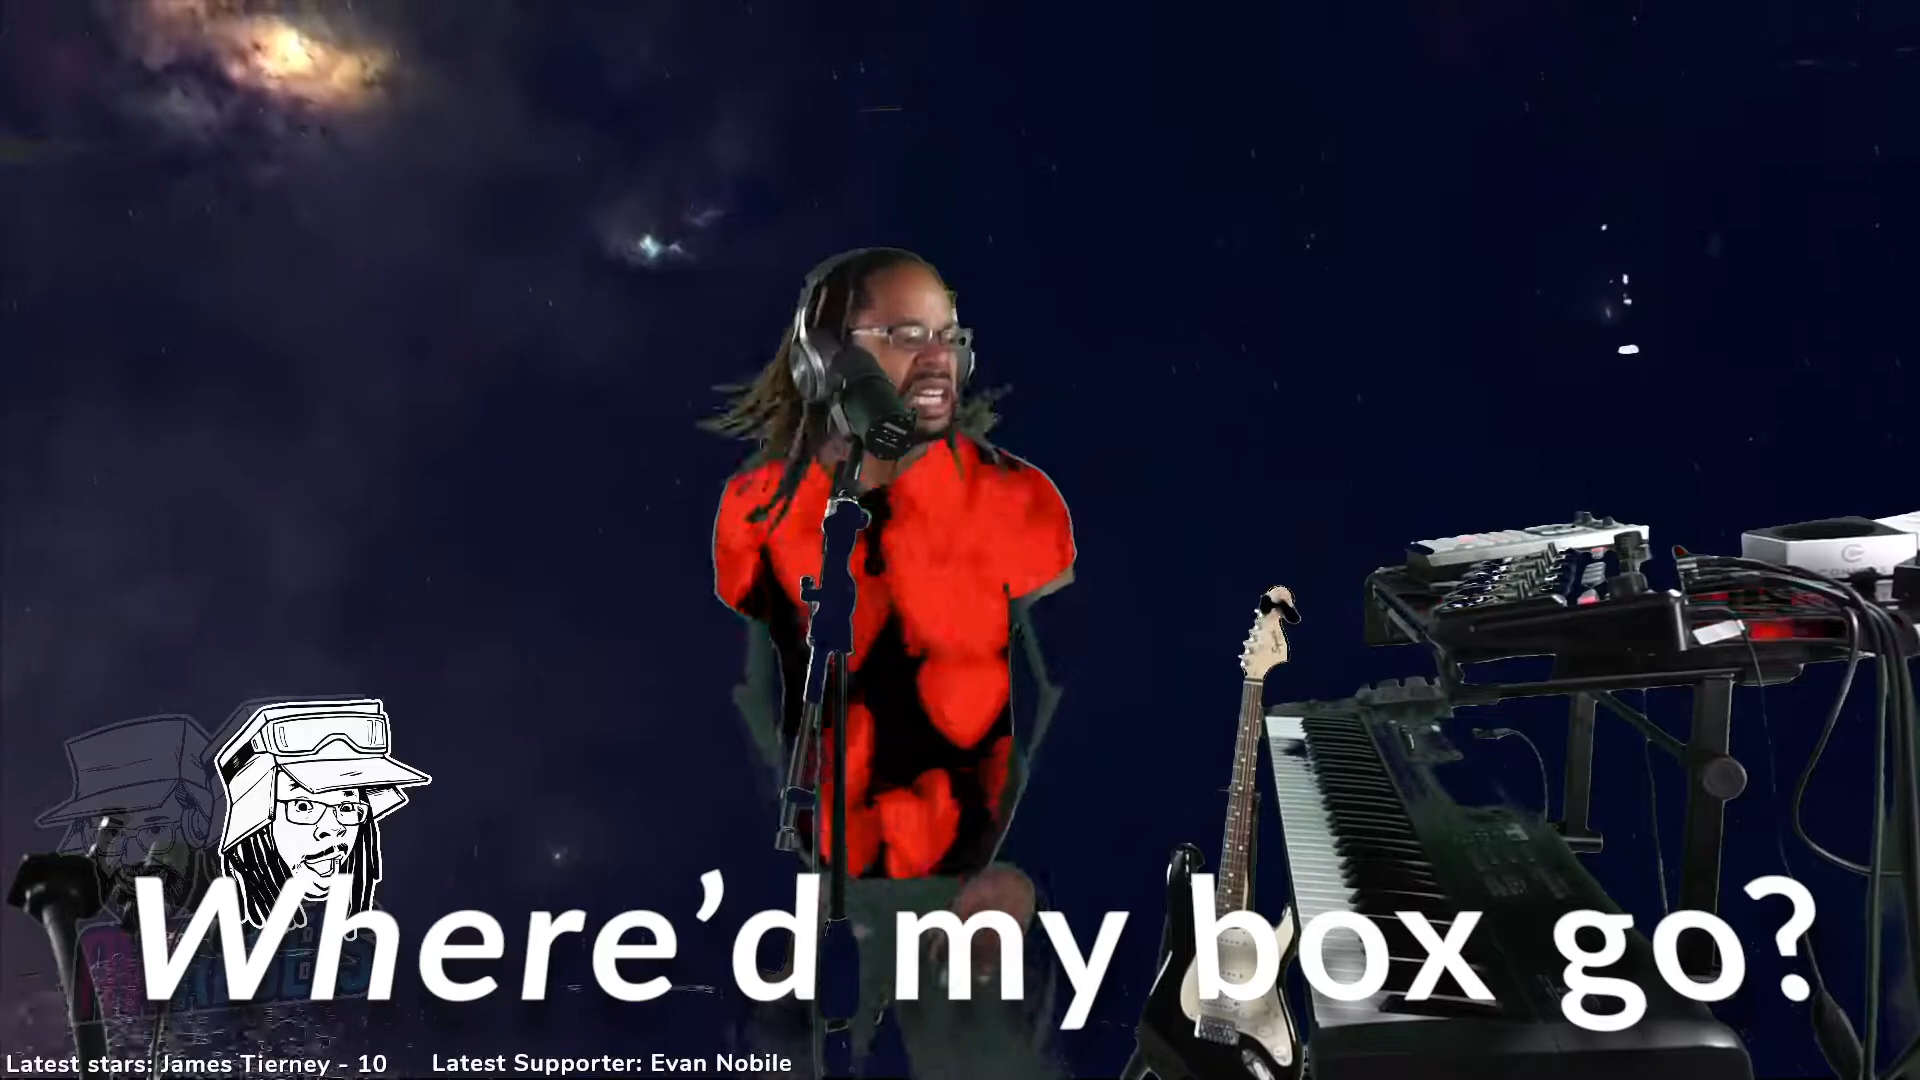 Where’d my box go?
Latest stars: James Tierney - 10 Latest Supporter: Evan Nobile